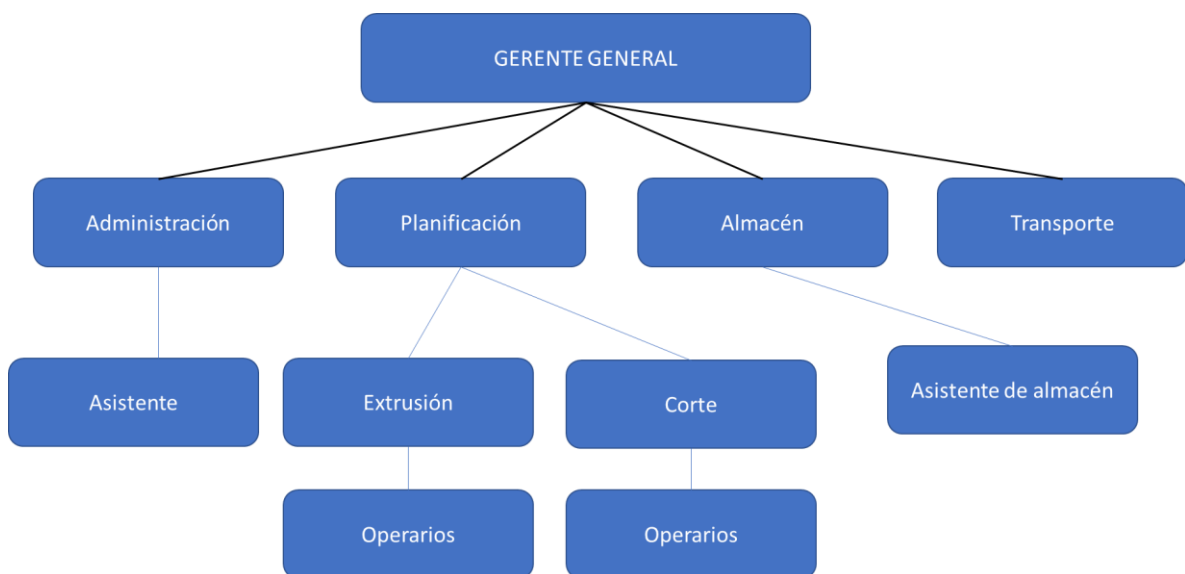 GERENTE GENERAL
Administración
Planificación
Almacén
Transporte
Asistente
Extrusión
Corte
Asistente de almacén
Operarios
Operarios